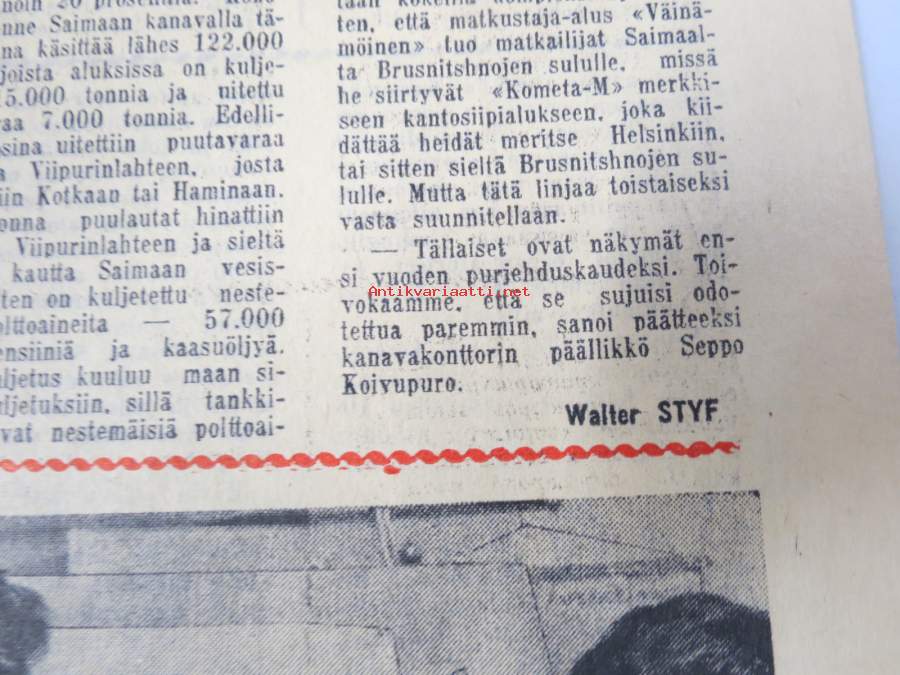 noin 20 prosenttia.
nne Saimaan kanavalla tä-
na käsittää lähes 122.000
joista aluksissa on kulje-
15.000 tonnia ja uitettu
raa 7.000 tonnia. Edelli-
sina uitettiin puutavaraa
Viipurinlahteen, josta
iin Kotkaan tai Haminaan.
onna puulautat hinattiin
Viipurinlahteen ja sieltä
kautta Saimaan vesis-
ten on kuljetettu neste-
olttoaineita — 57.000
ensiiniä ja kaasuöljyä.
ljetus kuuluu maan si-
ljetuksiin, sillä tankki-
vat nestemäisiä polttoai-
ten, että matkustaja-alus «Väinä-
möinen» tuo matkailijat Saimaal-
ta Brusnitshnojen sululle, missä
he siirtyvät «Kometa-M» merkki-
seen kantosiipialukseen, joka kii-
dättää heidät meritse Helsinkiin,
tai sitten sieltä Brusnitshnojen su-
lulle. Mutta tätä linjaa toistaiseksi
vasta suunnitellaan.
— Tällaiset ovat näkymät en-
si vuoden purjehduskaudeksi. Toi-
vokaamme, että se sujuisi odo-
tettua paremmin, sanoi päätteeksi
kanavakonttorin päällikkö Seppo
Koivupuro.
Walter STYF
Antikvariaatti.net